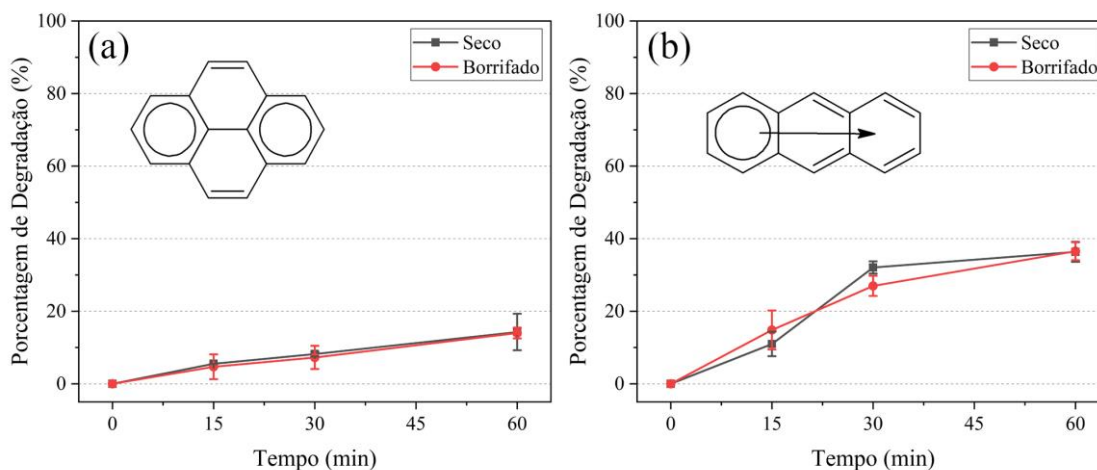 (a)
Seco
Borrifado
Porcentagem de Degradação (%)
100
80
60
40
20
0
0 15 30 45 60
Tempo (min)
(b)
Seco
Borrifado
Porcentagem de Degradação (%)
100
80
60
40
20
0
0 15 30 45 60
Tempo (min)